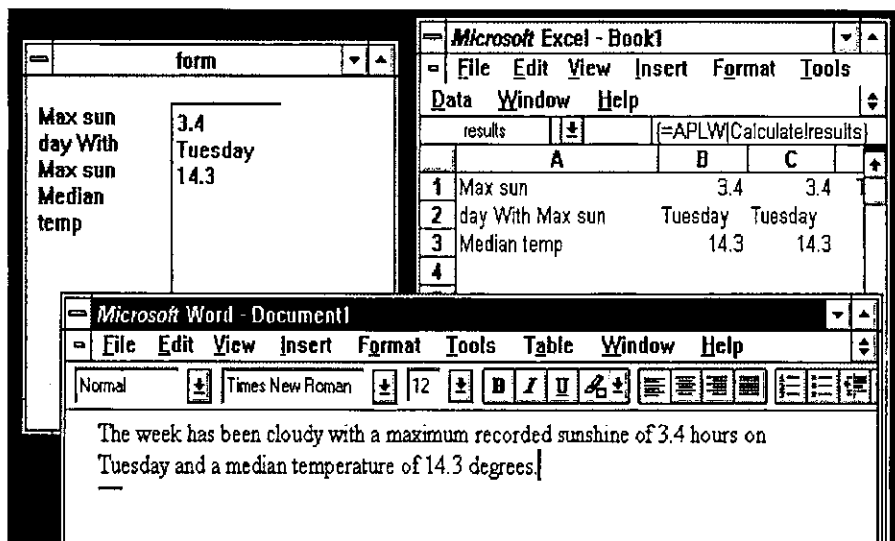 form
Max sun
day With
Max sun
Median
temp
3.4
Tuesday
14.3
Microsoft Excel - Book1
File Edit View Insert Format Tools
Data Window Help
results {=APLW|Calculate!results}
A B C
1 Max sun 3.4 3.4 T
2 day With Max sun Tuesday Tuesday
3 Median temp 14.3 14.3
4
Microsoft Word - Document1
File Edit View Insert Format Tools Table Window Help
Normal Times New Roman 12 B I U
The week has been cloudy with a maximum recorded sunshine of 3.4 hours on
Tuesday and a median temperature of 14.3 degrees.